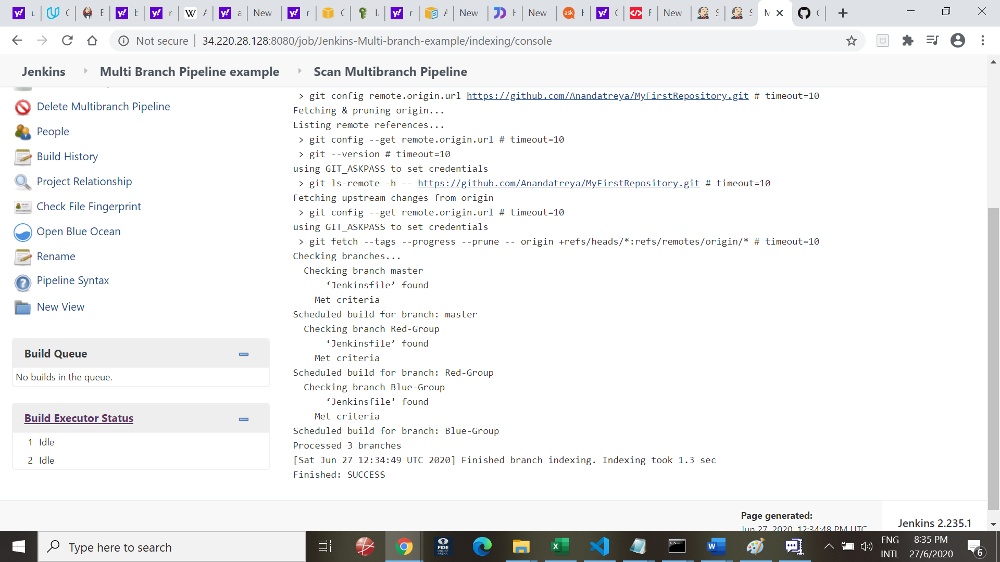 u
C
E
b
r
A
a
New
r
C
IA
r
A
New
H
New
H
C
F
New
S
S
M
C
Not secure
34.220.28.128:8080/job/Jenkins-Multi-branch-example/indexing/console
Jenkins
Multi Branch Pipeline example
Scan Multibranch Pipeline
Delete Multibranch Pipeline
People
Build History
Project Relationship
Check File Fingerprint
Open Blue Ocean
Rename
Pipeline Syntax
New View
Build Queue
No builds in the queue.
Build Executor Status
1 Idle
2 Idle
> git config remote.origin.url https://github.com/Anandatreya/MyFirstRepository.git # timeout=10
Fetching & pruning origin...
Listing remote references...
> git config --get remote.origin.url # timeout=10
> git --version # timeout=10
using GIT_ASKPASS to set credentials
> git ls-remote -h -- https://github.com/Anandatreya/MyFirstRepository.git # timeout=10
Fetching upstream changes from origin
> git config --get remote.origin.url # timeout=10
using GIT_ASKPASS to set credentials
> git fetch --tags --progress --prune -- origin +refs/heads/*:refs/remotes/origin/* # timeout=10
Checking branches...
Checking branch master
‘Jenkinsfile’ found
Met criteria
Scheduled build for branch: master
Checking branch Red-Group
‘Jenkinsfile’ found
Met criteria
Scheduled build for branch: Red-Group
Checking branch Blue-Group
‘Jenkinsfile’ found
Met criteria
Scheduled build for branch: Blue-Group
Processed 3 branches
[Sat Jun 27 12:34:49 UTC 2020] Finished branch indexing. Indexing took 1.3 sec
Finished: SUCCESS
Page generated:
Jun 27, 2020, 12:34:48 PM UTC
Jenkins 2.235.1
Type here to search
FIDE
ONLINE
ARENA
ENG
INTL
8:35 PM
27/6/2020
6